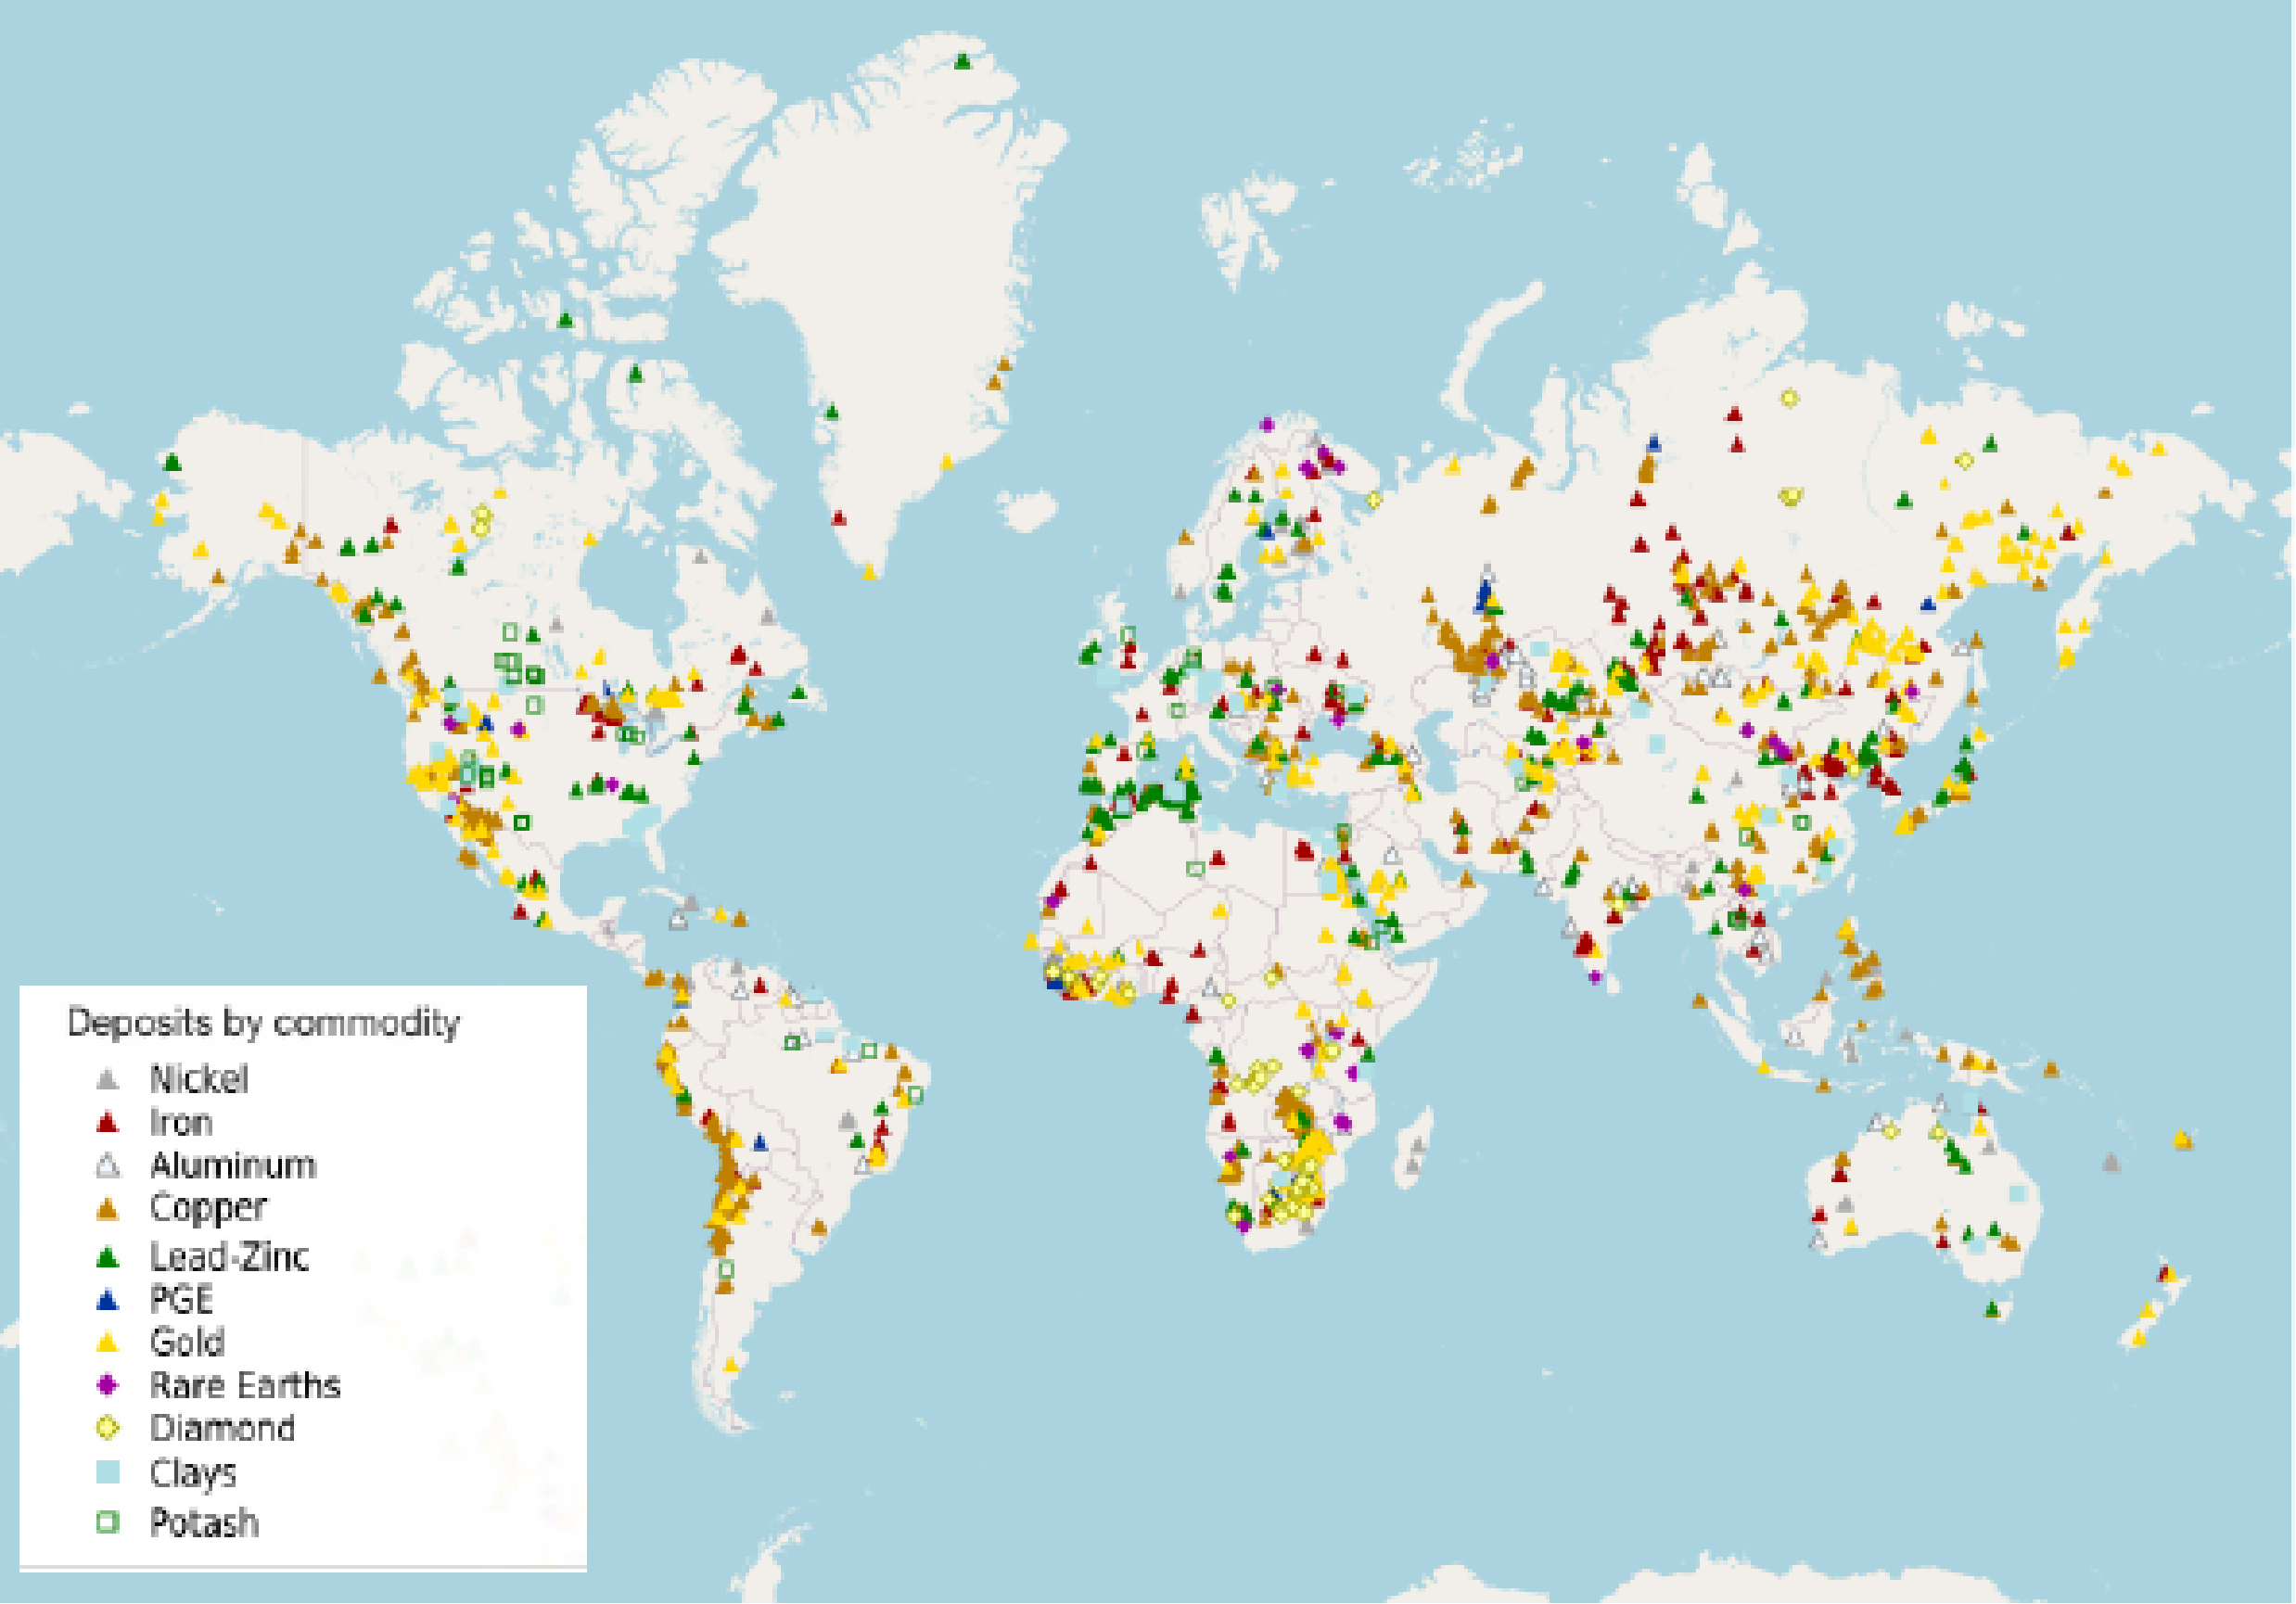 Deposits by commodity
Nickel
Iron
Aluminum
Copper
Lead-Zinc
PGE
Gold
Rare Earths
Diamond
Clays
Potash